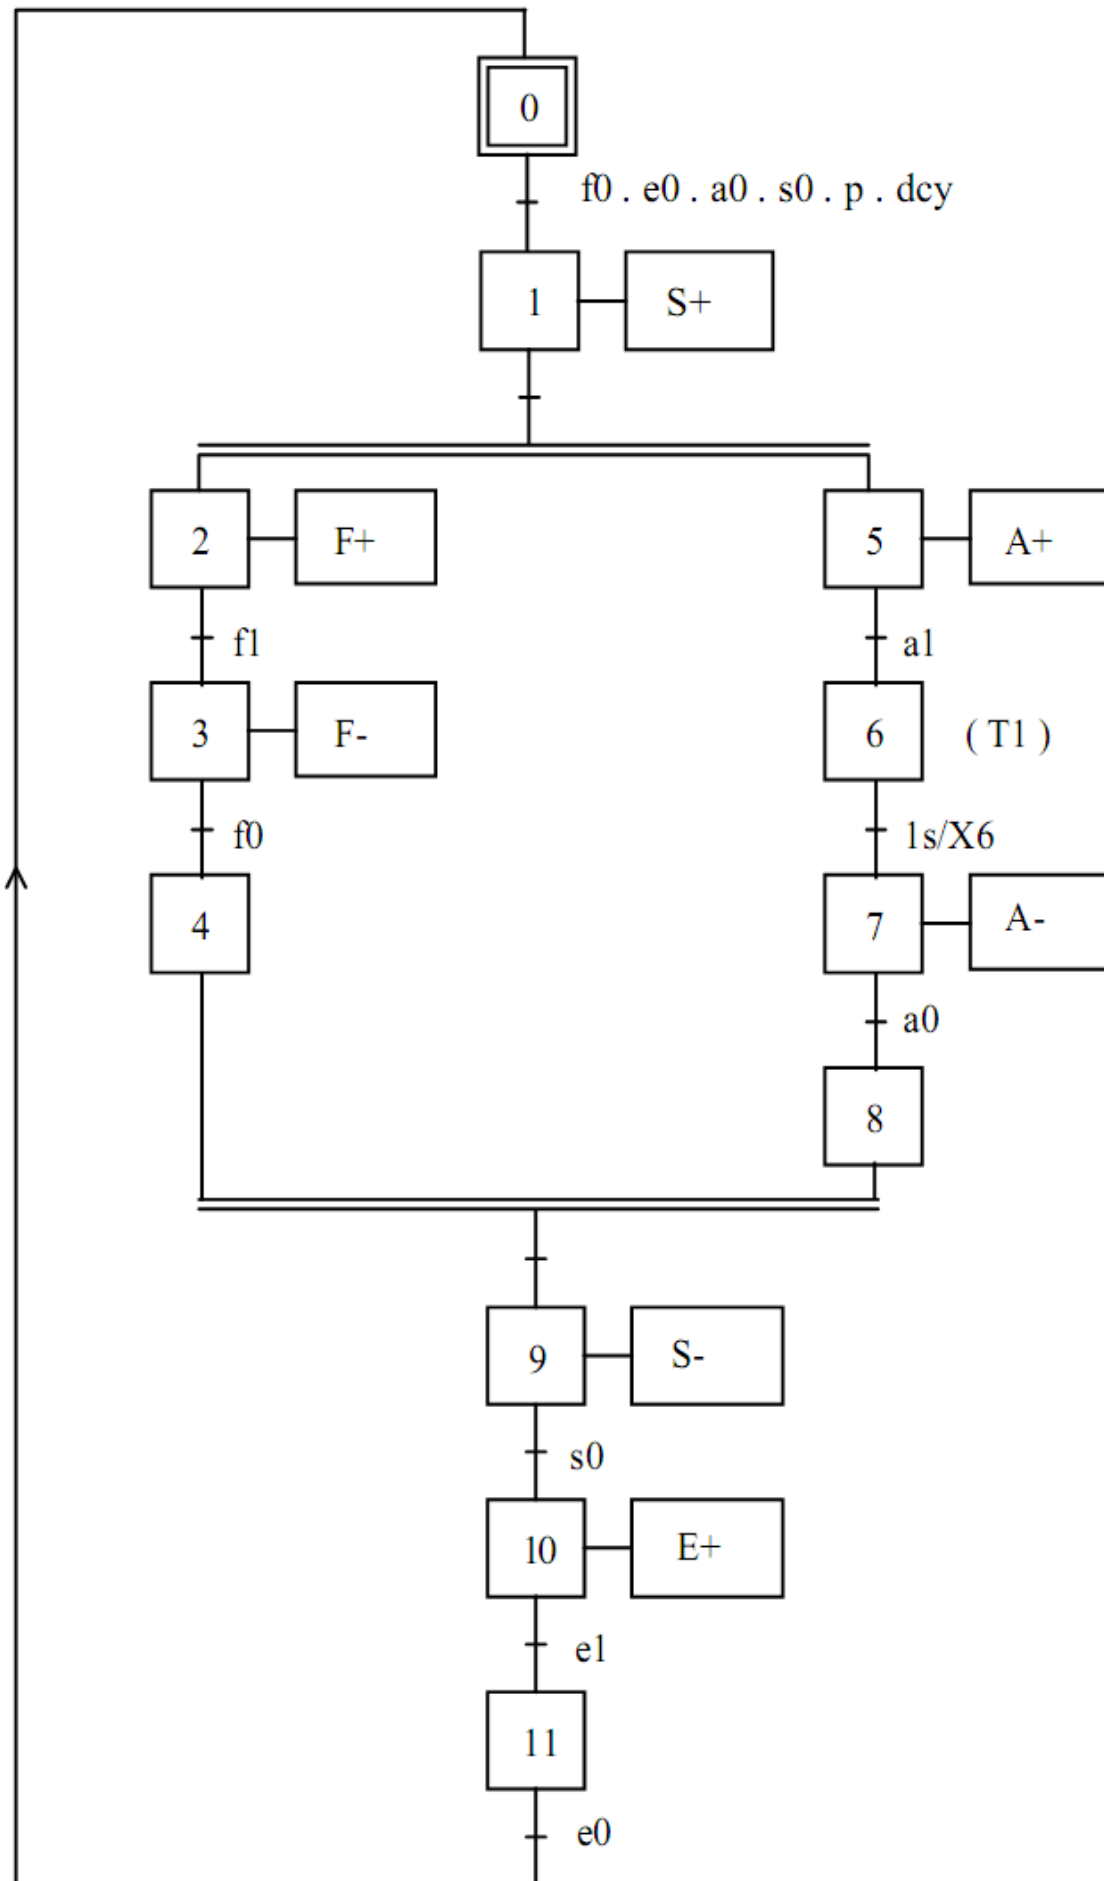 0
f0 . e0 . a0 . s0 . p . dcy
1 S+
2 F+ 5 A+
f1 a1
3 F- 6 ( T1 )
f0 1s/X6
4 7 A-
a0
8
9 S-
s0
10 E+
e1
11
e0